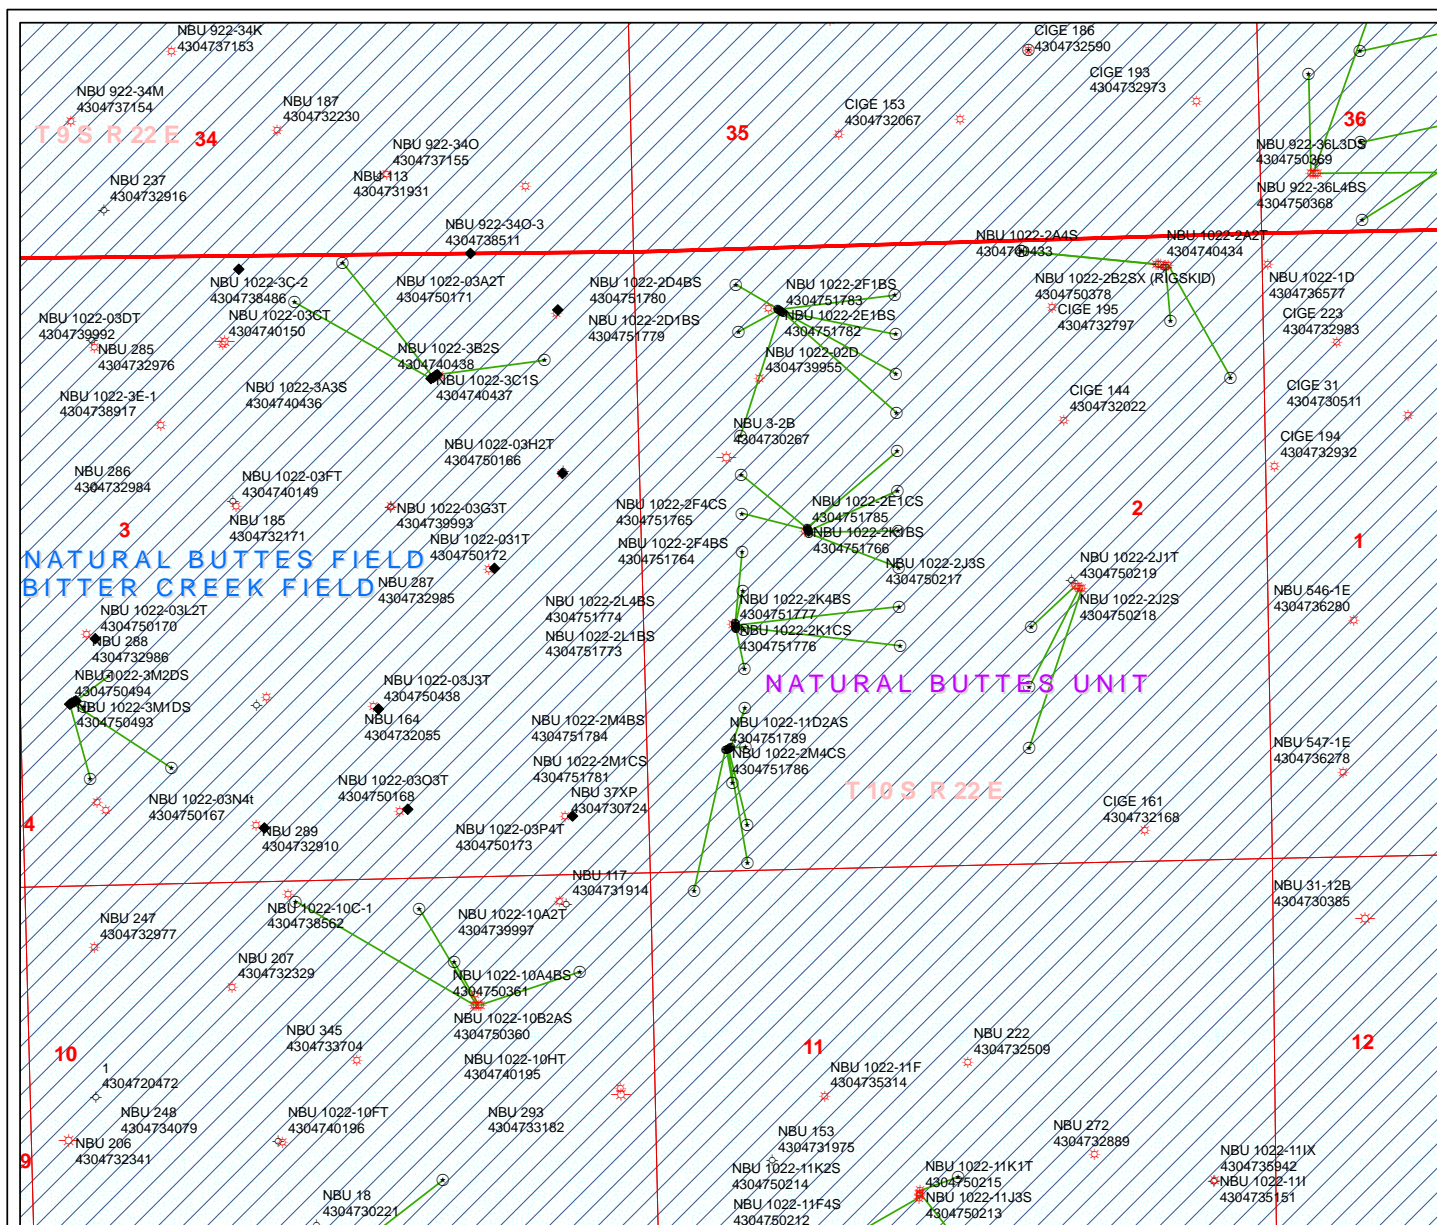 NBU 922-34K
4304737153
CIGE 186
4304732590
CIGE 193
4304732973
NBU 922-34M
4304737154
NBU 187
4304732230
CIGE 153
4304732067
T 9 S R 22 E
34
35
36
NBU 922-34O
4304737155
NBU 113
4304731931
NBU 922-36L3DS
4304750369
NBU 922-36L4BS
4304750368
NBU 237
4304732916
NBU 922-34O-3
4304738511
NBU 1022-2A4S
4304740433
NBU 1022-2A2T
4304740434
NBU 1022-3C-2
4304738486
NBU 1022-03A2T
4304750171
NBU 1022-2D4BS
4304751780
NBU 1022-2F1BS
4304751783
NBU 1022-2B2SX (RIGSKID)
4304750378
NBU 1022-1D
4304736577
NBU 1022-03DT
4304739992
NBU 1022-03CT
4304740150
NBU 1022-2D1BS
4304751779
NBU 1022-2E1BS
4304751782
CIGE 195
4304732797
CIGE 223
4304732983
NBU 285
4304732976
NBU 1022-3B2S
4304740438
NBU 1022-02D
4304739955
NBU 1022-3A3S
4304740436
NBU 1022-3C1S
4304740437
NBU 1022-3E-1
4304738917
CIGE 144
4304732022
CIGE 31
4304730511
NBU 1022-03H2T
4304750166
NBU 3-2B
4304730267
CIGE 194
4304732932
NBU 286
4304732984
NBU 1022-03FT
4304740149
NBU 185
4304732171
NBU 1022-03G3T
4304739993
NBU 1022-2F4CS
4304751765
NBU 1022-2E1CS
4304751785
2
3
NBU 1022-031T
4304750172
NBU 1022-2F4BS
4304751764
NBU 1022-2K1BS
4304751766
1
NATURAL BUTTES FIELD
BITTER CREEK FIELD
NBU 287
4304732985
NBU 1022-2J3S
4304750217
NBU 1022-2J1T
4304750219
NBU 1022-2J2S
4304750218
NBU 546-1E
4304736280
NBU 1022-03L2T
4304750170
NBU 288
4304732986
NBU 1022-2L4BS
4304751774
NBU 1022-2K4BS
4304751777
NBU 1022-2L1BS
4304751773
NBU 1022-2K1CS
4304751776
NBU 1022-3M2DS
4304750494
NBU 1022-3M1DS
4304750493
NBU 1022-03J3T
4304750438
NATURAL BUTTES UNIT
NBU 164
4304732055
NBU 1022-2M4BS
4304751784
NBU 1022-11D2AS
4304751789
NBU 1022-2M1CS
4304751781
NBU 1022-2M4CS
4304751786
NBU 547-1E
4304736278
T 10 S R 22 E
NBU 1022-03N4t
4304750167
NBU 1022-03O3T
4304750168
NBU 37XP
4304730724
CIGE 161
4304732168
4
NBU 289
4304732910
NBU 1022-03P4T
4304750173
NBU 117
4304731914
NBU 31-12B
4304730385
NBU 1022-10C-1
4304738562
NBU 1022-10A2T
4304739997
NBU 247
4304732977
NBU 207
4304732329
NBU 1022-10A4BS
4304750361
NBU 1022-10B2AS
4304750360
NBU 345
4304733704
10
11
12
NBU 222
4304732509
NBU 1022-10HT
4304740195
1
4304720472
NBU 1022-11F
4304735314
NBU 248
4304734079
NBU 1022-10FT
4304740196
NBU 293
4304733182
NBU 206
4304732341
9
NBU 153
4304731975
NBU 272
4304732889
NBU 1022-11IX
4304735942
NBU 1022-11K2S
4304750214
NBU 1022-11K1T
4304750215
NBU 1022-11I
4304735151
NBU 18
4304730221
NBU 1022-11F4S
4304750212
NBU 1022-11J3S
4304750213